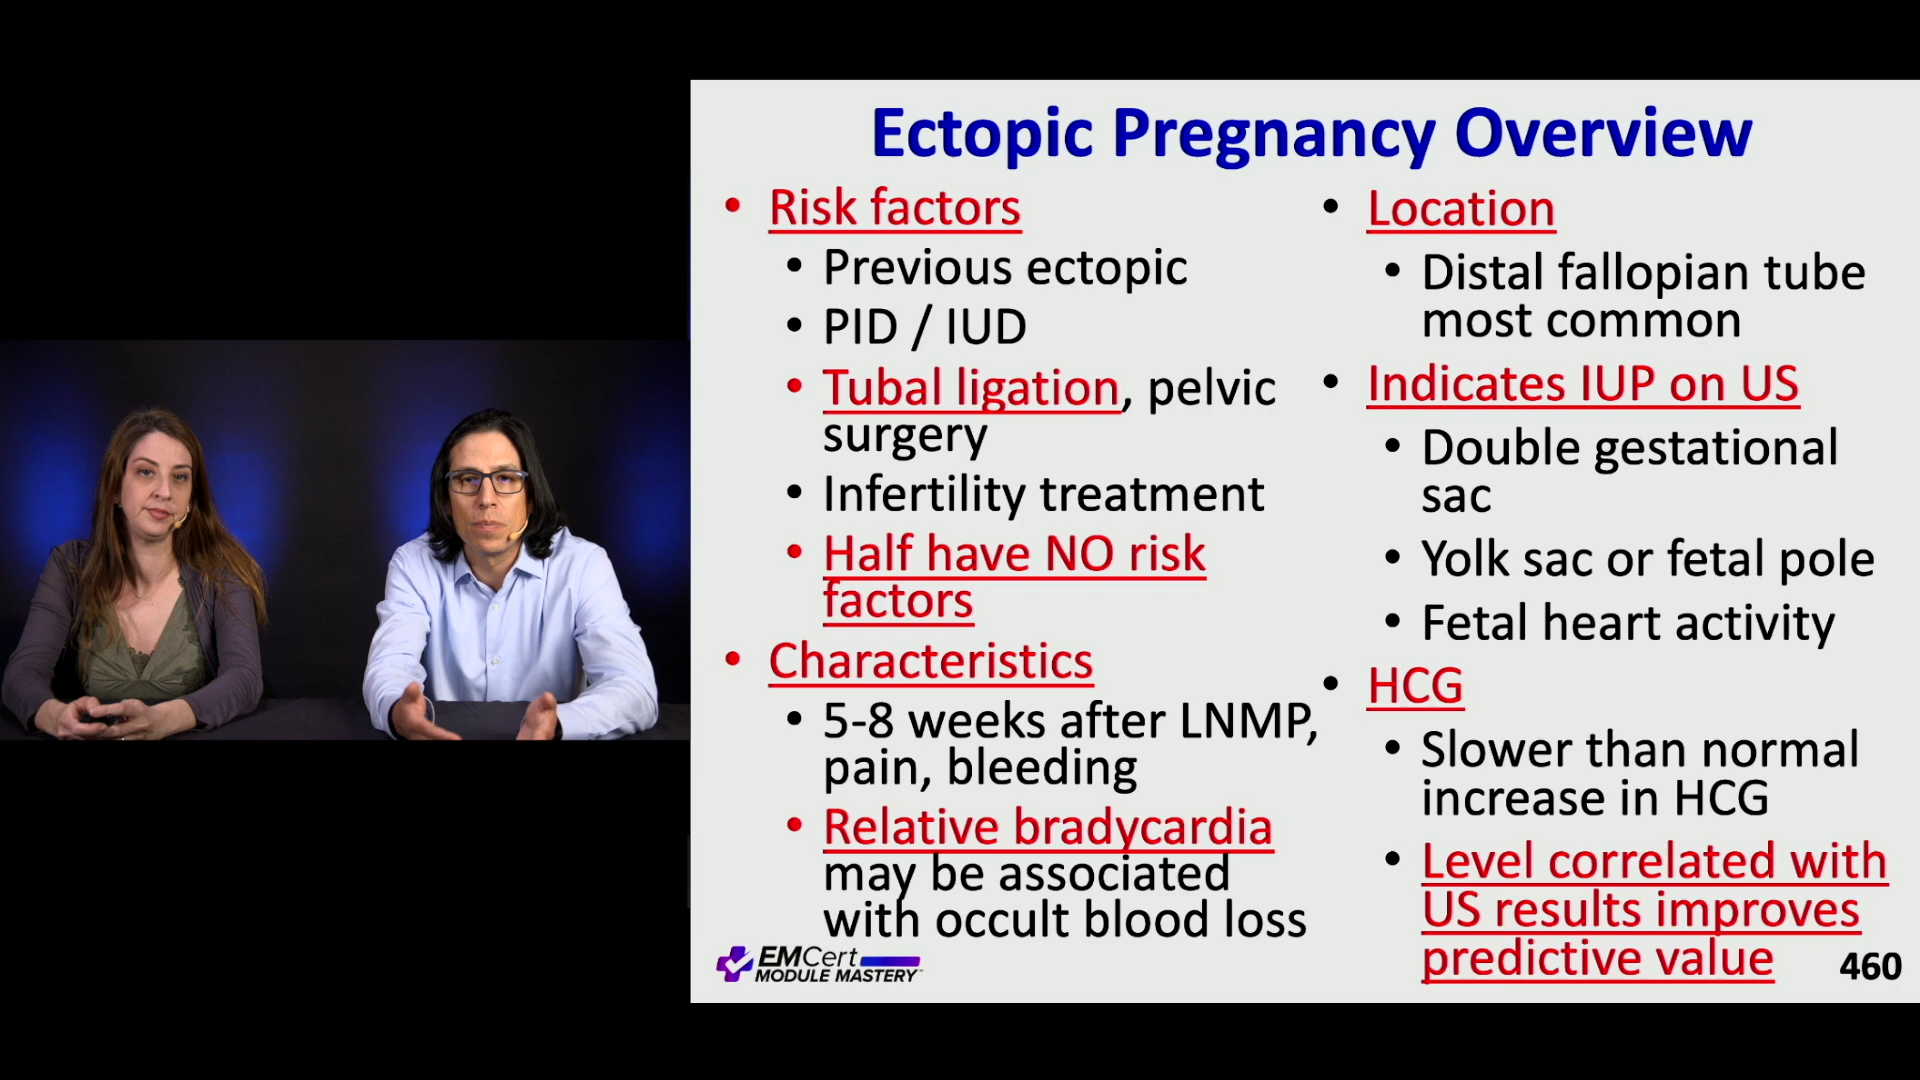 Ectopic Pregnancy Overview
• Risk factors
• Previous ectopic
• PID / IUD
• Tubal ligation, pelvic
surgery
• Infertility treatment
• Half have NO risk
factors
• Characteristics
• 5-8 weeks after LNMP,
pain, bleeding
• Relative bradycardia
may be associated
with occult blood loss
• Location
• Distal fallopian tube
most common
• Indicates IUP on US
• Double gestational
sac
• Yolk sac or fetal pole
• Fetal heart activity
• HCG
• Slower than normal
increase in HCG
• Level correlated with
US results improves
predictive value
EMCert
MODULE MASTERY™
460